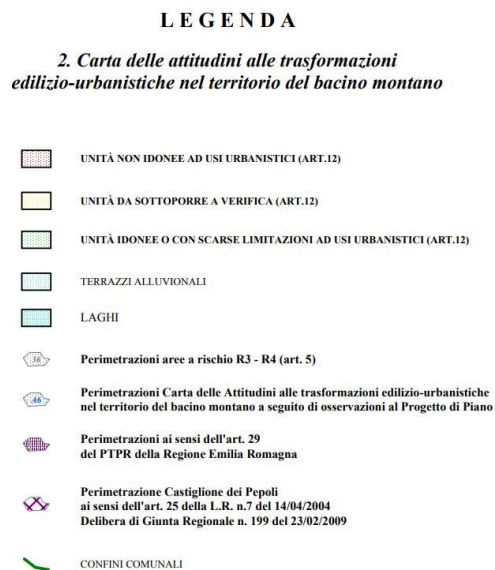 LEGENDA
2. Carta delle attitudini alle trasformazioni
edilizio-urbanistiche nel territorio del bacino montano
UNITÀ NON IDONEE AD USI URBANISTICI (ART.12)
UNITÀ DA SOTTOPORRE A VERIFICA (ART.12)
UNITÀ IDONEE O CON SCARSE LIMITAZIONI AD USI URBANISTICI (ART.12)
TERRAZZI ALLUVIONALI
LAGHI
36
Perimetrazioni aree a rischio R3 - R4 (art. 5)
A6
Perimetrazioni Carta delle Attitudini alle trasformazioni edilizio-urbanistiche
nel territorio del bacino montano a seguito di osservazioni al Progetto di Piano
Perimetrazioni ai sensi dell'art. 29
del PTPR della Regione Emilia Romagna
Perimetrazione Castiglione dei Pepoli
ai sensi dell'art. 25 della L.R. n.7 del 14/04/2004
Delibera di Giunta Regionale n. 199 del 23/02/2009
CONFINI COMUNALI